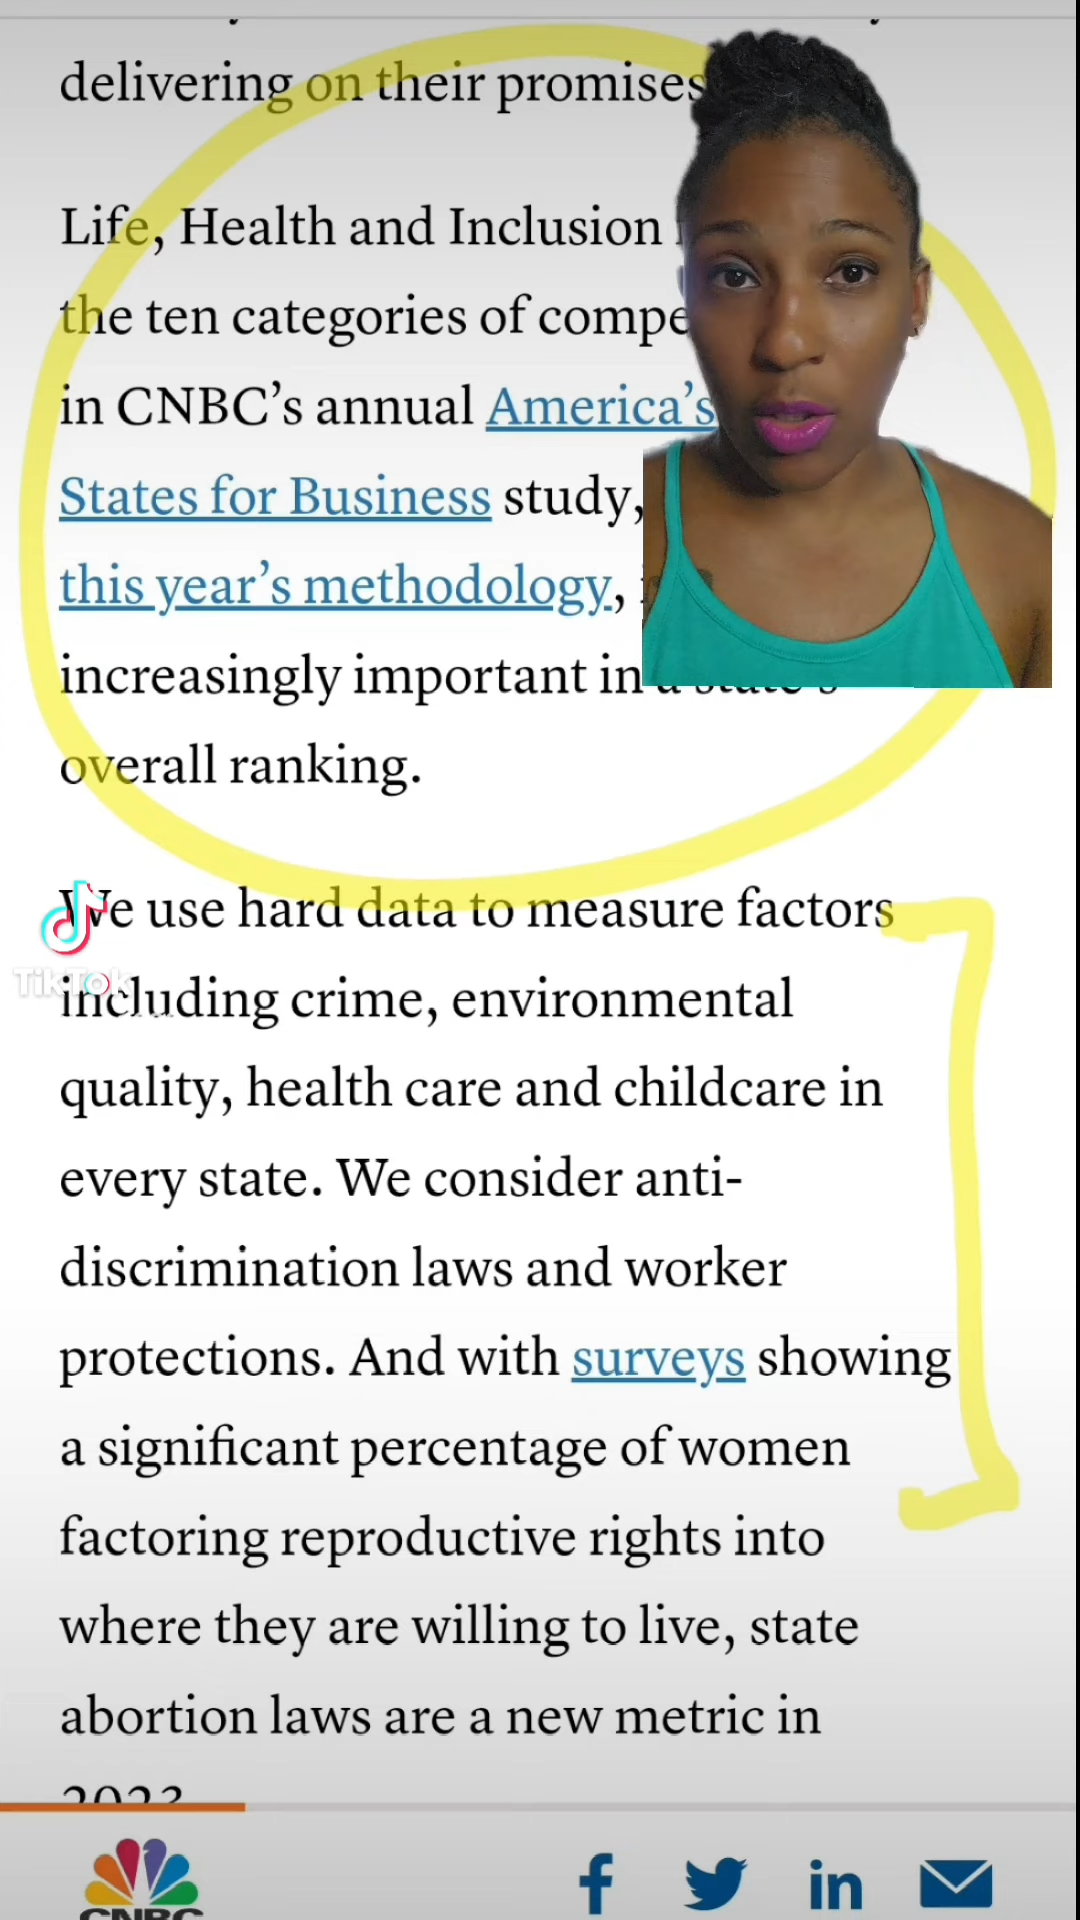 delivering on their promises
Life, Health and Inclusion
the ten categories of compe
in CNBC’s annual America’s
States for Business study,
this year’s methodology,
increasingly important in a state’s
overall ranking.
We use hard data to measure factors
including crime, environmental
quality, health care and childcare in
every state. We consider anti-
discrimination laws and worker
protections. And with surveys showing
a significant percentage of women
factoring reproductive rights into
where they are willing to live, state
abortion laws are a new metric in
2023
TikTok
CNBC